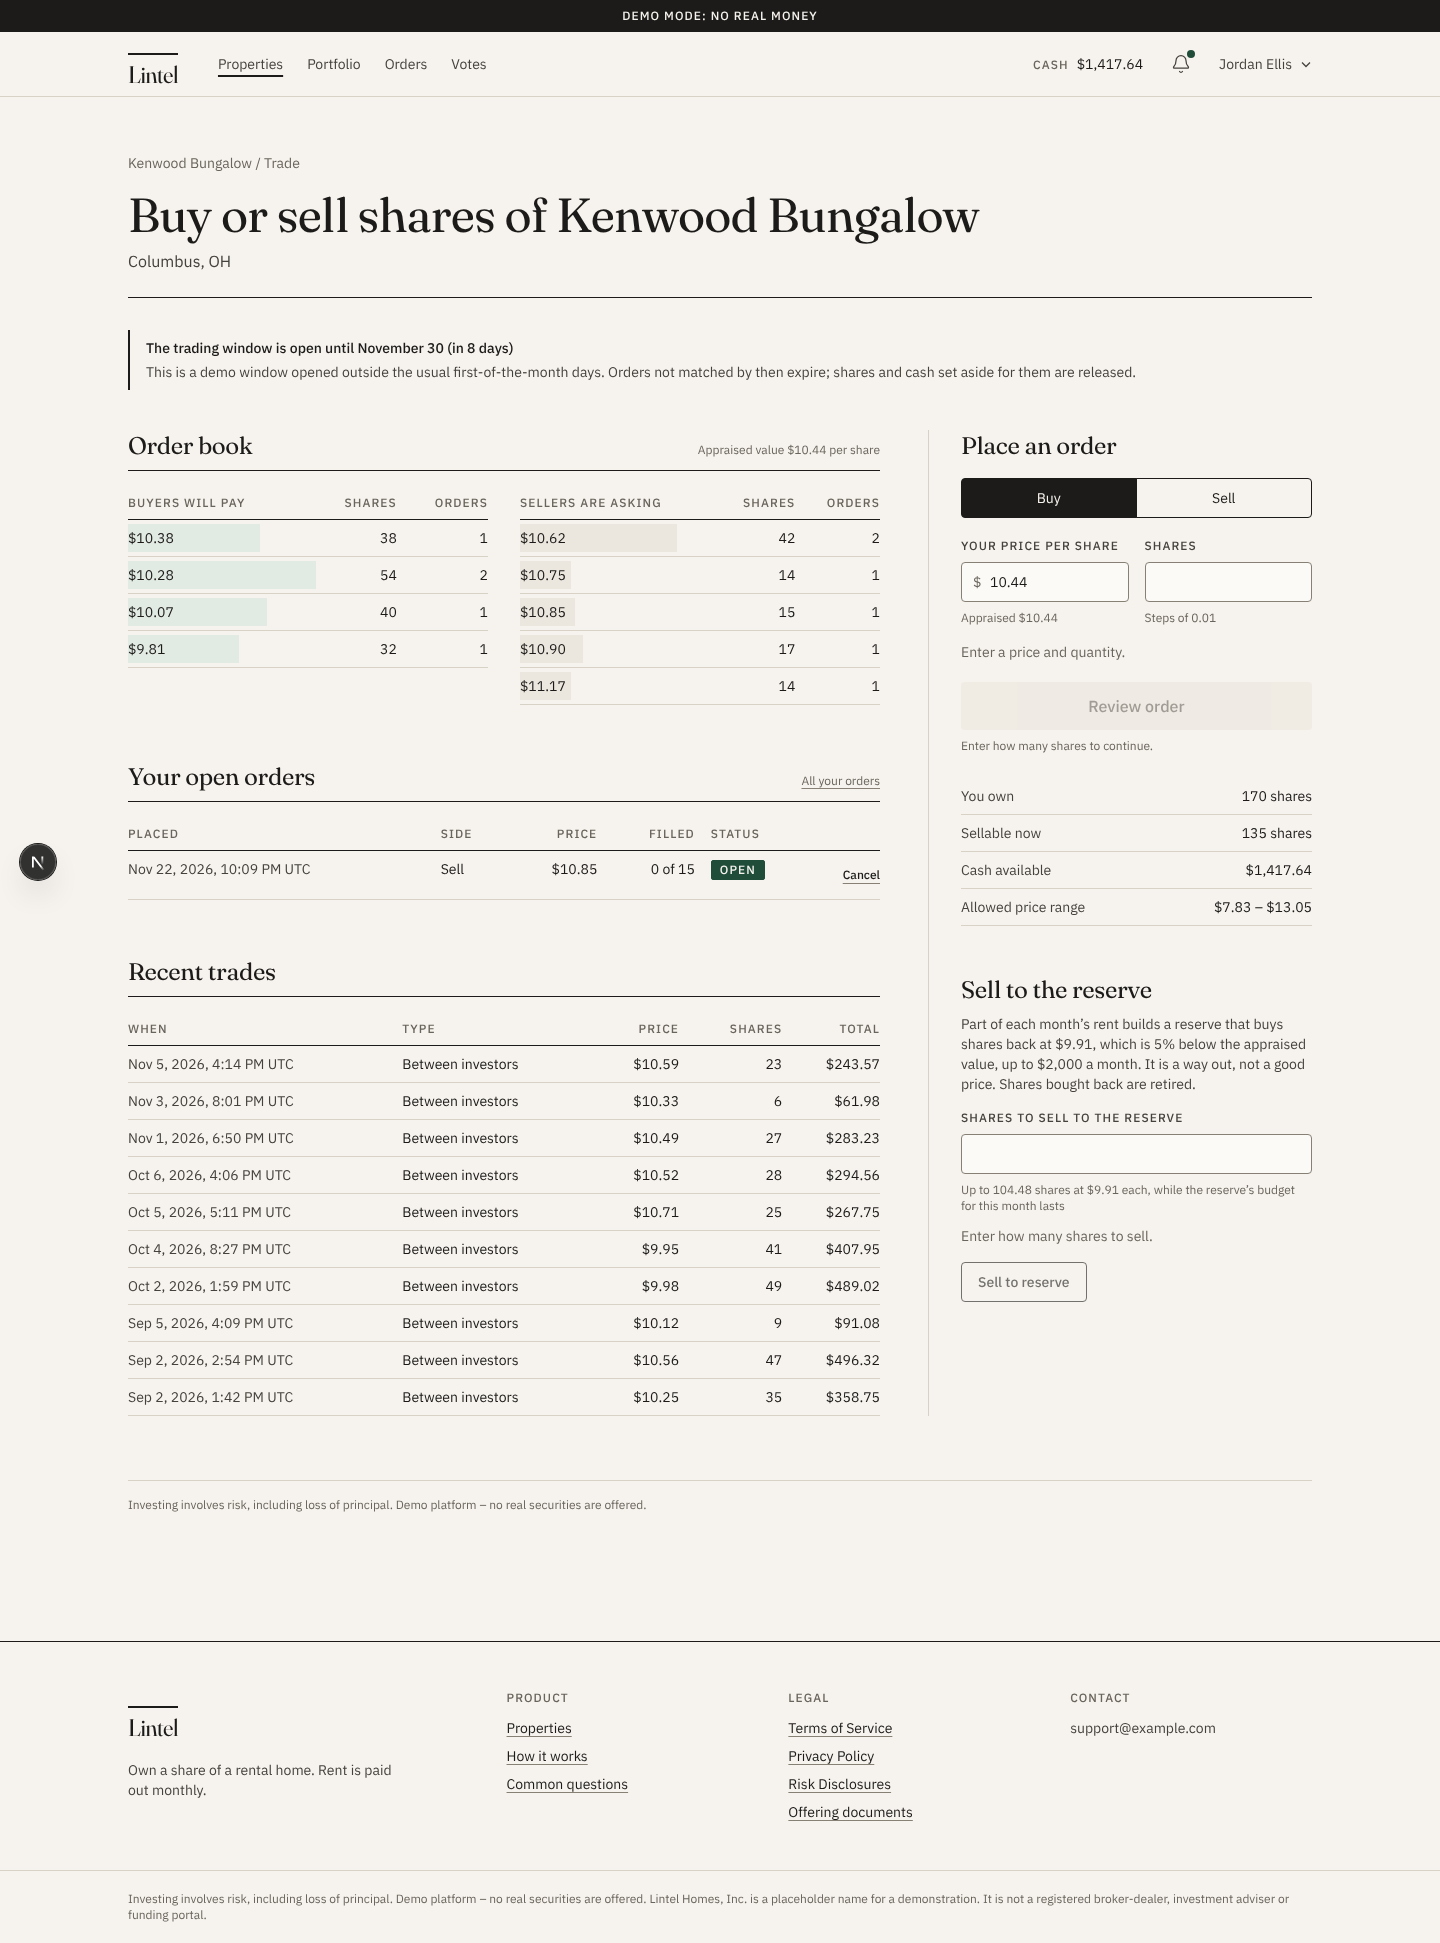 DEMO MODE: NO REAL MONEY
Lintel
Properties Portfolio Orders Votes
CASH $1,417.64
Jordan Ellis
Kenwood Bungalow / Trade
Buy or sell shares of Kenwood Bungalow
Columbus, OH
The trading window is open until November 30 (in 8 days)
This is a demo window opened outside the usual first-of-the-month days. Orders not matched by then expire; shares and cash set aside for them are released.
Order book
Appraised value $10.44 per share
BUYERS WILL PAY SHARES ORDERS
$10.38 38 1
$10.28 54 2
$10.07 40 1
$9.81 32 1
SELLERS ARE ASKING SHARES ORDERS
$10.62 42 2
$10.75 14 1
$10.85 15 1
$10.90 17 1
$11.17 14 1
Your open orders
All your orders
PLACED SIDE PRICE FILLED STATUS
Nov 22, 2026, 10:09 PM UTC Sell $10.85 0 of 15 OPEN Cancel
Recent trades
WHEN TYPE PRICE SHARES TOTAL
Nov 5, 2026, 4:14 PM UTC Between investors $10.59 23 $243.57
Nov 3, 2026, 8:01 PM UTC Between investors $10.33 6 $61.98
Nov 1, 2026, 6:50 PM UTC Between investors $10.49 27 $283.23
Oct 6, 2026, 4:06 PM UTC Between investors $10.52 28 $294.56
Oct 5, 2026, 5:11 PM UTC Between investors $10.71 25 $267.75
Oct 4, 2026, 8:27 PM UTC Between investors $9.95 41 $407.95
Oct 2, 2026, 1:59 PM UTC Between investors $9.98 49 $489.02
Sep 5, 2026, 4:09 PM UTC Between investors $10.12 9 $91.08
Sep 2, 2026, 2:54 PM UTC Between investors $10.56 47 $496.32
Sep 2, 2026, 1:42 PM UTC Between investors $10.25 35 $358.75
Place an order
Buy Sell
YOUR PRICE PER SHARE SHARES
$ 10.44
Appraised $10.44 Steps of 0.01
Enter a price and quantity.
Review order
Enter how many shares to continue.
You own 170 shares
Sellable now 135 shares
Cash available $1,417.64
Allowed price range $7.83 – $13.05
Sell to the reserve
Part of each month’s rent builds a reserve that buys
shares back at $9.91, which is 5% below the appraised
value, up to $2,000 a month. It is a way out, not a good
price. Shares bought back are retired.
SHARES TO SELL TO THE RESERVE
Up to 104.48 shares at $9.91 each, while the reserve’s budget
for this month lasts
Enter how many shares to sell.
Sell to reserve
N
Investing involves risk, including loss of principal. Demo platform – no real securities are offered.
Lintel
Own a share of a rental home. Rent is paid
out monthly.
PRODUCT
Properties
How it works
Common questions
LEGAL
Terms of Service
Privacy Policy
Risk Disclosures
Offering documents
CONTACT
support@example.com
Investing involves risk, including loss of principal. Demo platform – no real securities are offered. Lintel Homes, Inc. is a placeholder name for a demonstration. It is not a registered broker-dealer, investment adviser or
funding portal.